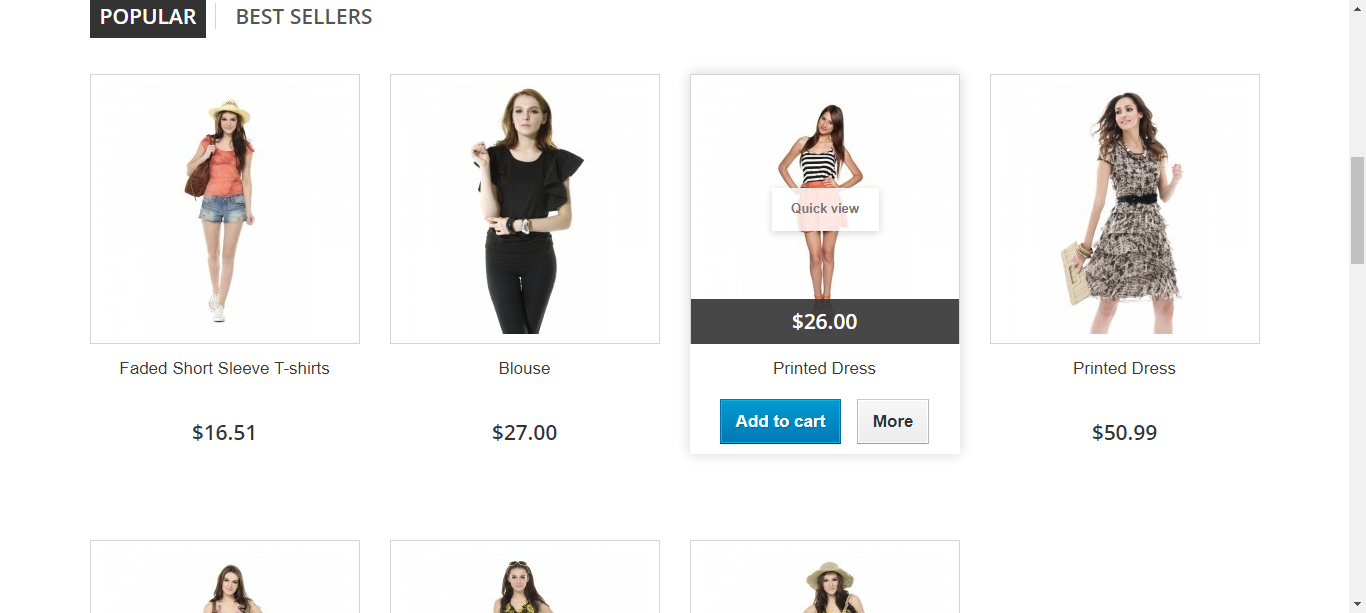 POPULAR
BEST SELLERS
Quick view
$26.00
Faded Short Sleeve T-shirts
Blouse
Printed Dress
Printed Dress
Add to cart
More
$16.51
$27.00
$50.99